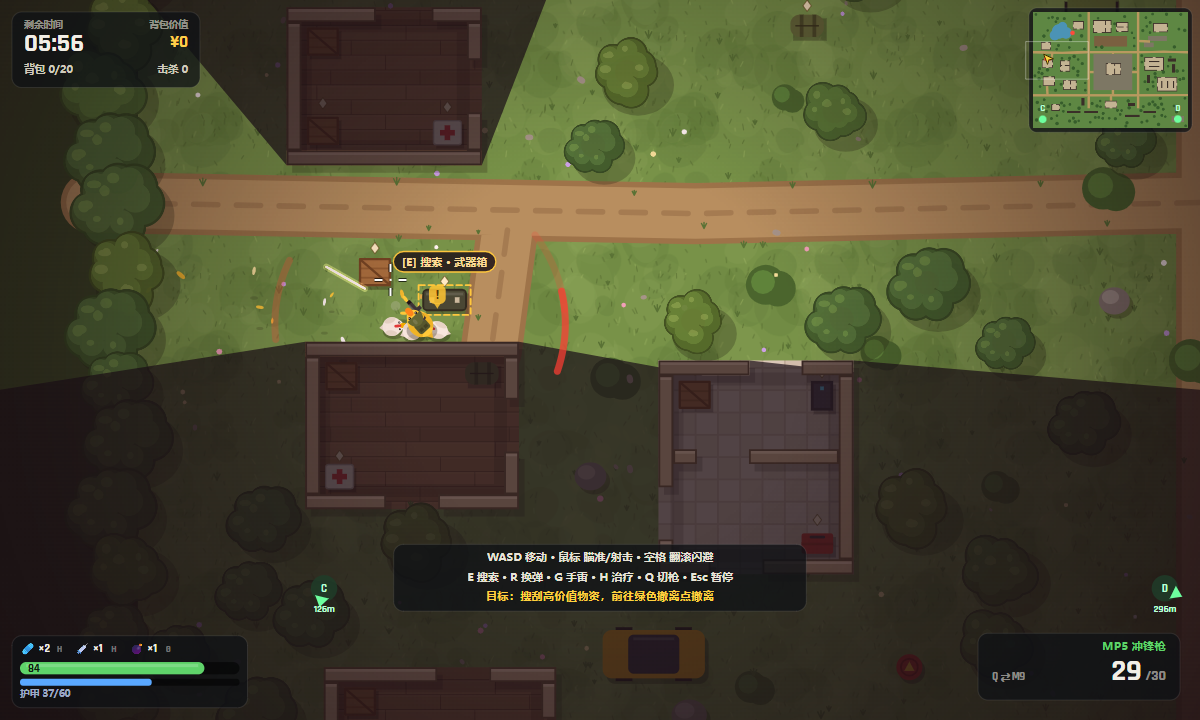 剩余时间
背包价值
05:56
¥0
背包 0/20
击杀 0
C
D
[E] 搜索 • 武器箱
!
WASD 移动 • 鼠标 瞄准/射击 • 空格 翻滚闪避
E 搜索 • R 换弹 • G 手雷 • H 治疗 • Q 切枪 • Esc 暂停
目标：搜刮高价值物资，前往绿色撤离点撤离
C
126m
D
296m
×2 H ×1 H ×1 B
84
护甲 37/60
MP5 冲锋枪
Q ⇄ M9
29 /30